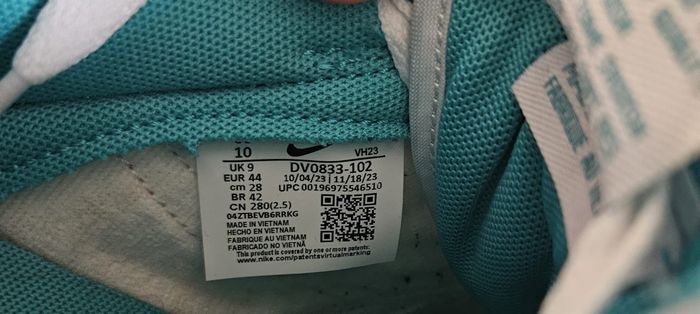 10
VH23
UK 9
DV0833-102
EUR 44
10/04/23 | 11/18/23
cm 28
UPC 00196975546510
BR 42
CN 280(2.5)
04ZTBEVB6RRKG
MADE IN VIETNAM
HECHO EN VIETNAM
FABRIQUE AU VIETNAM
FABRICADO NO VIETNÃ
This product is covered by one or more patents:
www.nike.com/patentsvirtualmarking